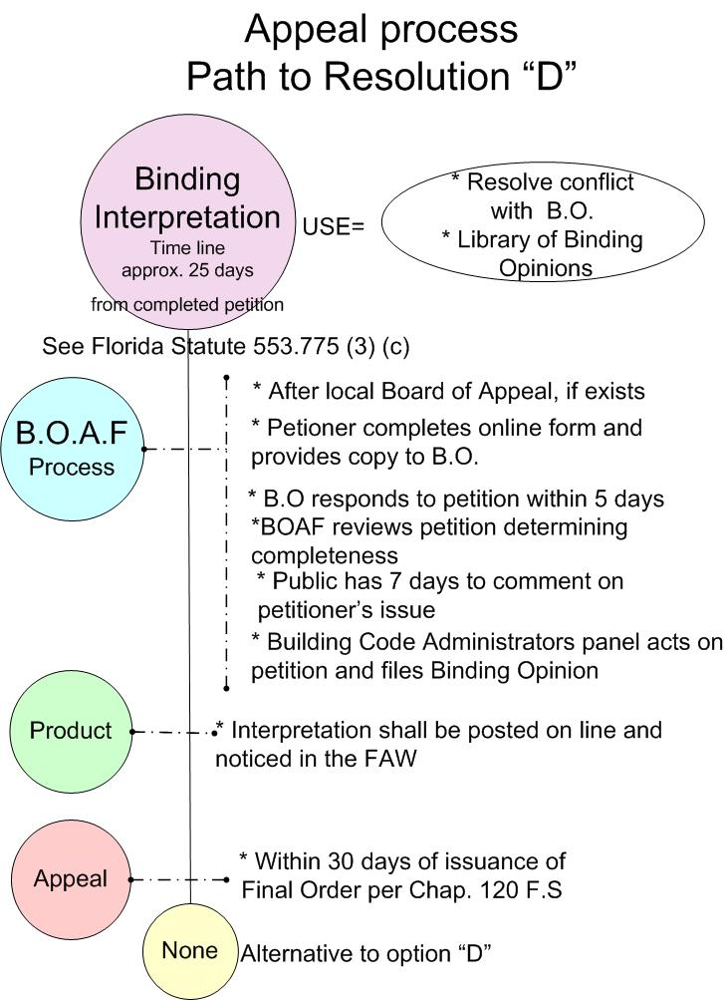 Appeal process
Path to Resolution “D”
Binding
Interpretation
Time line
approx. 25 days
from completed petition
USE=
* Resolve conflict
with B.O.
* Library of Binding
Opinions
See Florida Statute 553.775 (3) (c)
B.O.A.F
Process
* After local Board of Appeal, if exists
* Petioner completes online form and
provides copy to B.O.
* B.O responds to petition within 5 days
*BOAF reviews petition determining
completeness
* Public has 7 days to comment on
petitioner’s issue
* Building Code Administrators panel acts on
petition and files Binding Opinion
Product
* Interpretation shall be posted on line and
noticed in the FAW
Appeal
* Within 30 days of issuance of
Final Order per Chap. 120 F.S
None
Alternative to option “D”